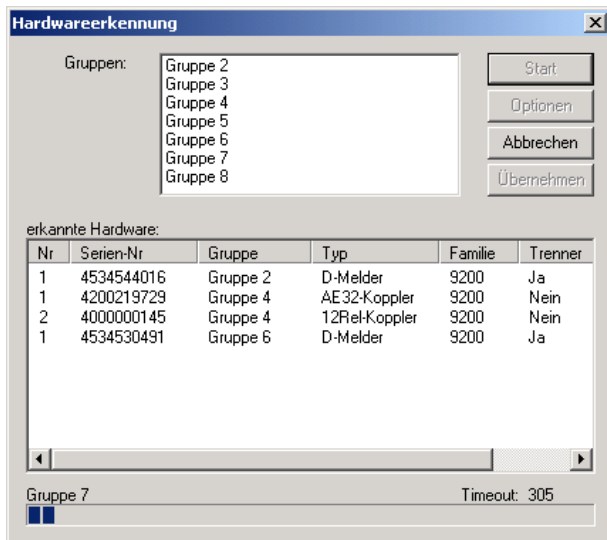 Hardwareerkennung
Gruppen:
Gruppe 2
Gruppe 3
Gruppe 4
Gruppe 5
Gruppe 6
Gruppe 7
Gruppe 8
Start
Optionen
Abbrechen
Übernehmen
erkannte Hardware:
Nr Serien-Nr Gruppe Typ Familie Trenner
1 4534544016 Gruppe 2 D-Melder 9200 Ja
1 4200219729 Gruppe 4 AE32-Koppler 9200 Nein
2 4000000145 Gruppe 4 12Rel-Koppler 9200 Nein
1 4534530491 Gruppe 6 D-Melder 9200 Ja
Gruppe 7 Timeout: 305